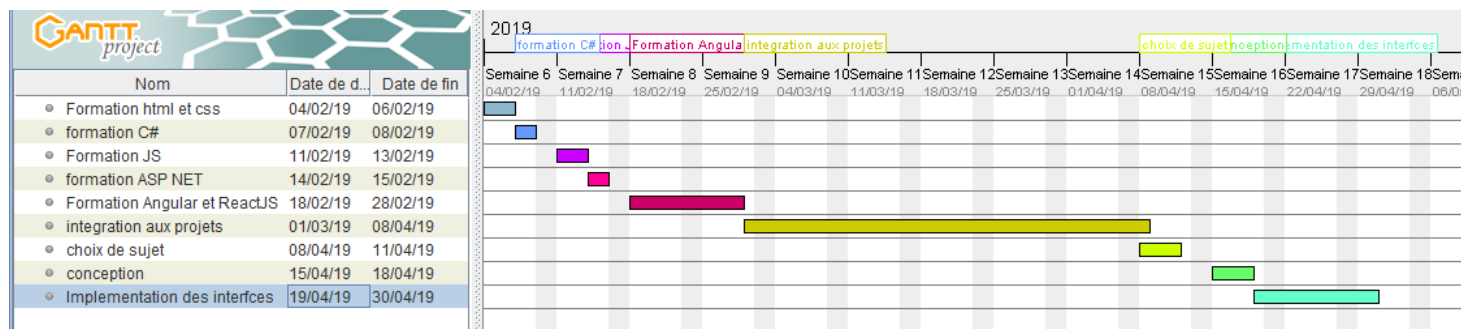 GANTT
project
Nom Date de d... Date de fin
Formation html et css 04/02/19 06/02/19
formation C# 07/02/19 08/02/19
Formation JS 11/02/19 13/02/19
formation ASP NET 14/02/19 15/02/19
Formation Angular et ReactJS 18/02/19 28/02/19
integration aux projets 01/03/19 08/04/19
choix de sujet 08/04/19 11/04/19
conception 15/04/19 18/04/19
Implementation des interfces 19/04/19 30/04/19
2019
formation C# tion J Formation Angula integration aux projets choix de sujet nception ementation des interfces
Semaine 6 Semaine 7 Semaine 8 Semaine 9 Semaine 10 Semaine 11 Semaine 12 Semaine 13 Semaine 14 Semaine 15 Semaine 16 Semaine 17 Semaine 18 Sem
04/02/19 11/02/19 18/02/19 25/02/19 04/03/19 11/03/19 18/03/19 25/03/19 01/04/19 08/04/19 15/04/19 22/04/19 29/04/19 06/0